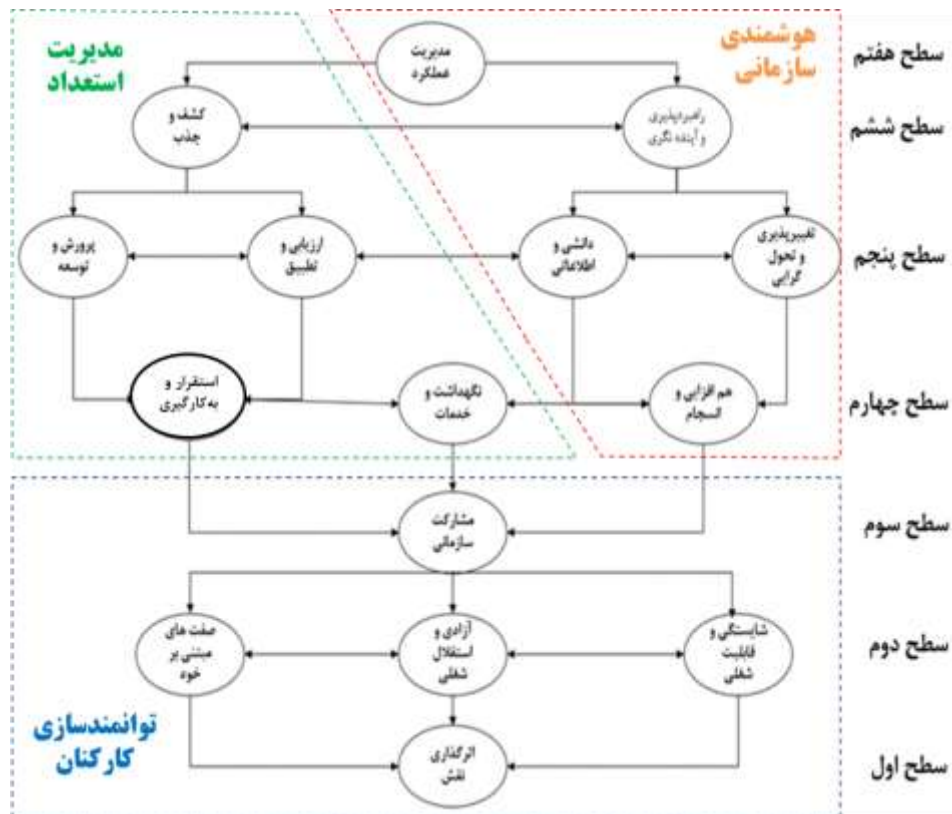 هوشمندی
سازمانی
مدیریت
استعداد
سطح هفتم
مدیریت
عملکرد
سطح ششم
راهبردپذیری
و آینده نگری
کشف و
جذب
سطح پنجم
تغییرپذیری
و تحول
گرایی
دانشی و
اطلاعاتی
ارزیابی و
تطبیق
پرورش و
توسعه
سطح چهارم
هم افزایی و
انسجام
نگهداشت و
خدمات
استقرار و
به‌کارگیری
سطح سوم
مشارکت
سازمانی
سطح دوم
شایستگی و
قابلیت
شغلی
آزادی و
استقلال
شغلی
صفت های
مبتنی بر
خود
سطح اول
اثرگذاری
نقش
توانمندسازی
کارکنان